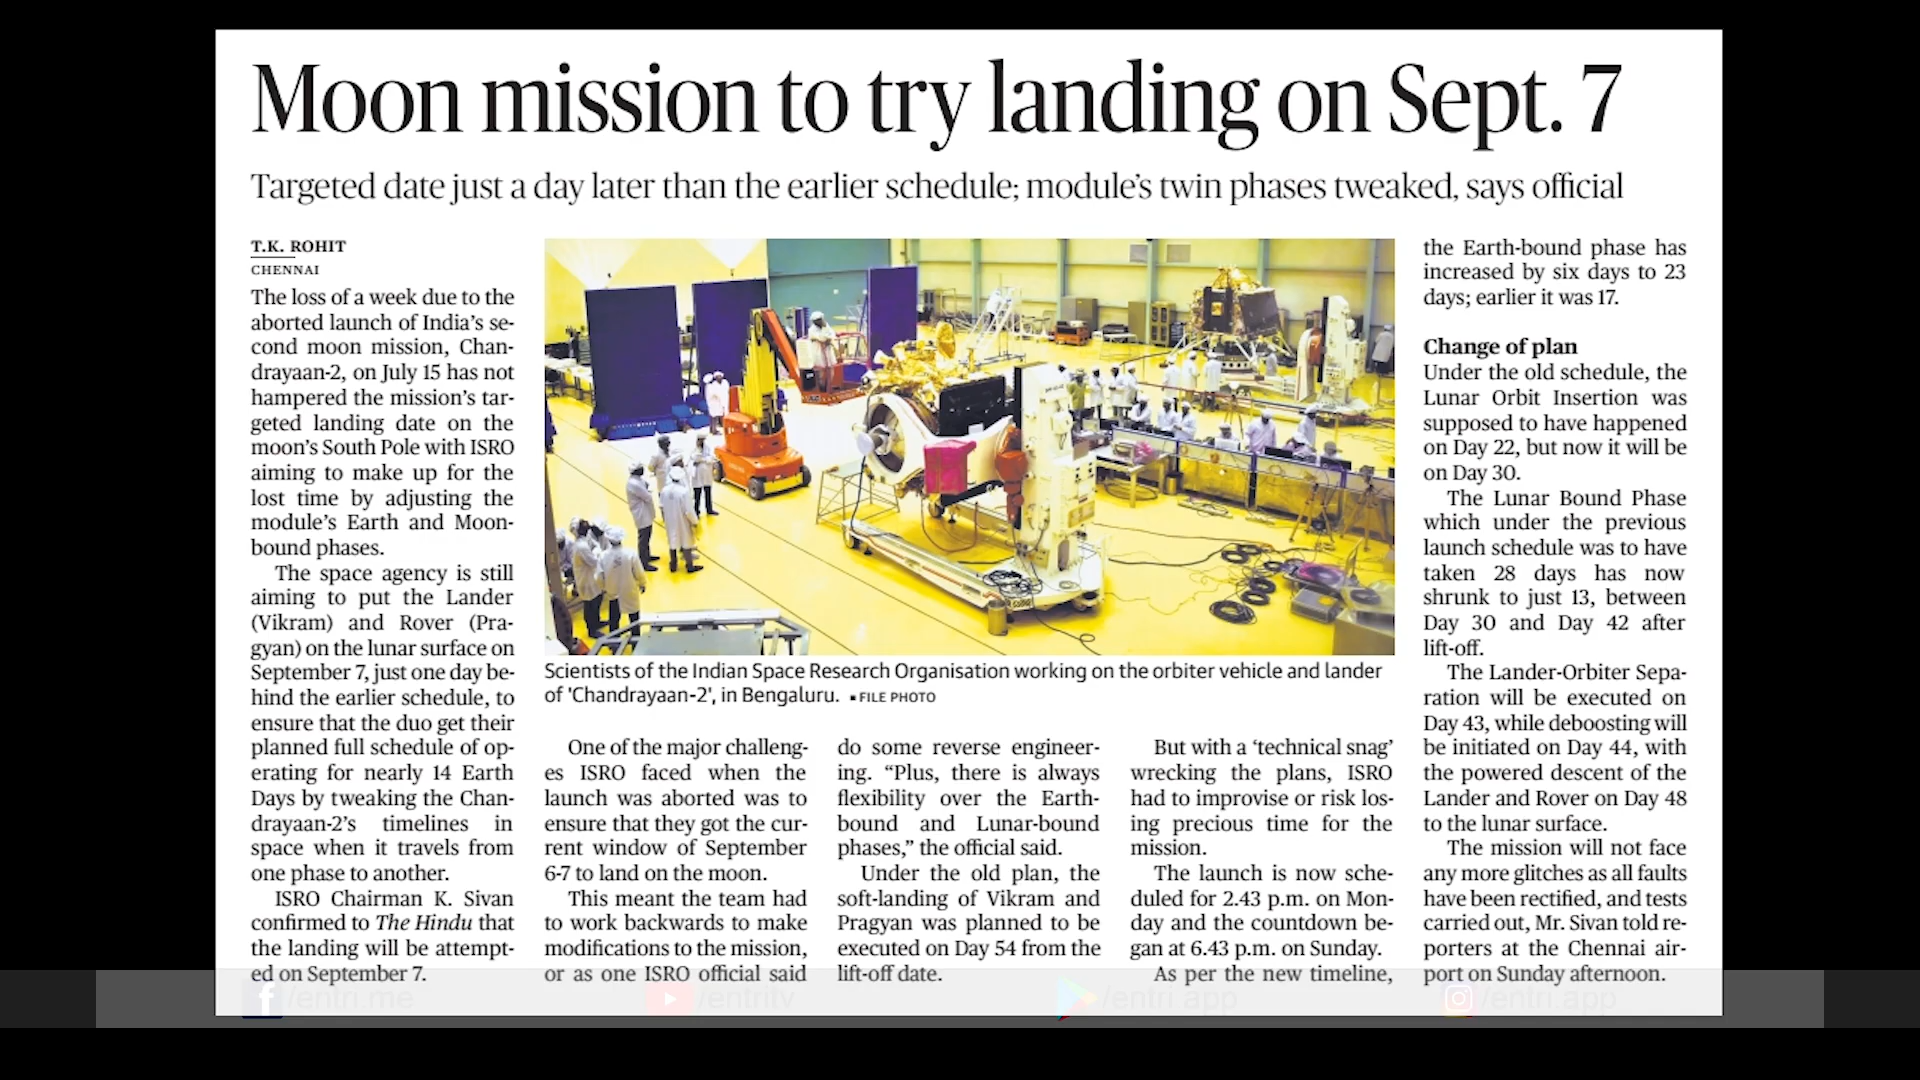 Moon mission to try landing on Sept. 7
Targeted date just a day later than the earlier schedule; module's twin phases tweaked, says official
T.K. ROHIT
CHENNAI
The loss of a week due to the
aborted launch of India's se-
cond moon mission, Chan-
drayaan-2, on July 15 has not
hampered the mission's tar-
geted landing date on the
moon's South Pole with ISRO
aiming to make up for the
lost time by adjusting the
module's Earth and Moon-
bound phases.
The space agency is still
aiming to put the Lander
(Vikram) and Rover (Pra-
gyan) on the lunar surface on
September 7, just one day be-
hind the earlier schedule, to
ensure that the duo get their
planned full schedule of op-
erating for nearly 14 Earth
Days by tweaking the Chan-
drayaan-2's timelines in
space when it travels from
one phase to another.
ISRO Chairman K. Sivan
confirmed to The Hindu that
the landing will be attempt-
ed on September 7.
Scientists of the Indian Space Research Organisation working on the orbiter vehicle and lander
of 'Chandrayaan-2', in Bengaluru. ▪ FILE PHOTO
One of the major challeng-
es ISRO faced when the
launch was aborted was to
ensure that they got the cur-
rent window of September
6-7 to land on the moon.
This meant the team had
to work backwards to make
modifications to the mission,
or as one ISRO official said
do some reverse engineer-
ing. “Plus, there is always
flexibility over the Earth-
bound and Lunar-bound
phases,” the official said.
Under the old plan, the
soft-landing of Vikram and
Pragyan was planned to be
executed on Day 54 from the
lift-off date.
But with a ‘technical snag’
wrecking the plans, ISRO
had to improvise or risk los-
ing precious time for the
mission.
The launch is now sche-
duled for 2.43 p.m. on Mon-
day and the countdown be-
gan at 6.43 p.m. on Sunday.
As per the new timeline,
the Earth-bound phase has
increased by six days to 23
days; earlier it was 17.
Change of plan
Under the old schedule, the
Lunar Orbit Insertion was
supposed to have happened
on Day 22, but now it will be
on Day 30.
The Lunar Bound Phase
which under the previous
launch schedule was to have
taken 28 days has now
shrunk to just 13, between
Day 30 and Day 42 after
lift-off.
The Lander-Orbiter Sepa-
ration will be executed on
Day 43, while deboosting will
be initiated on Day 44, with
the powered descent of the
Lander and Rover on Day 48
to the lunar surface.
The mission will not face
any more glitches as all faults
have been rectified, and tests
carried out, Mr. Sivan told re-
porters at the Chennai air-
port on Sunday afternoon.
/entri.me
/entritv
/entri.app
/entri.app